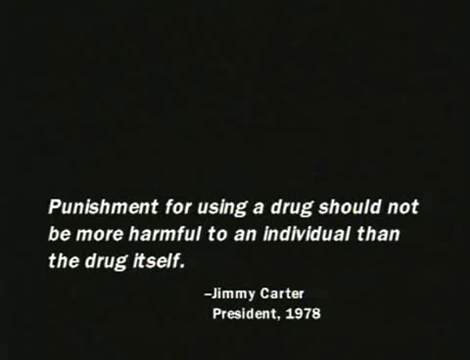 Punishment for using a drug should not
be more harmful to an individual than
the drug itself.
–Jimmy Carter
President, 1978